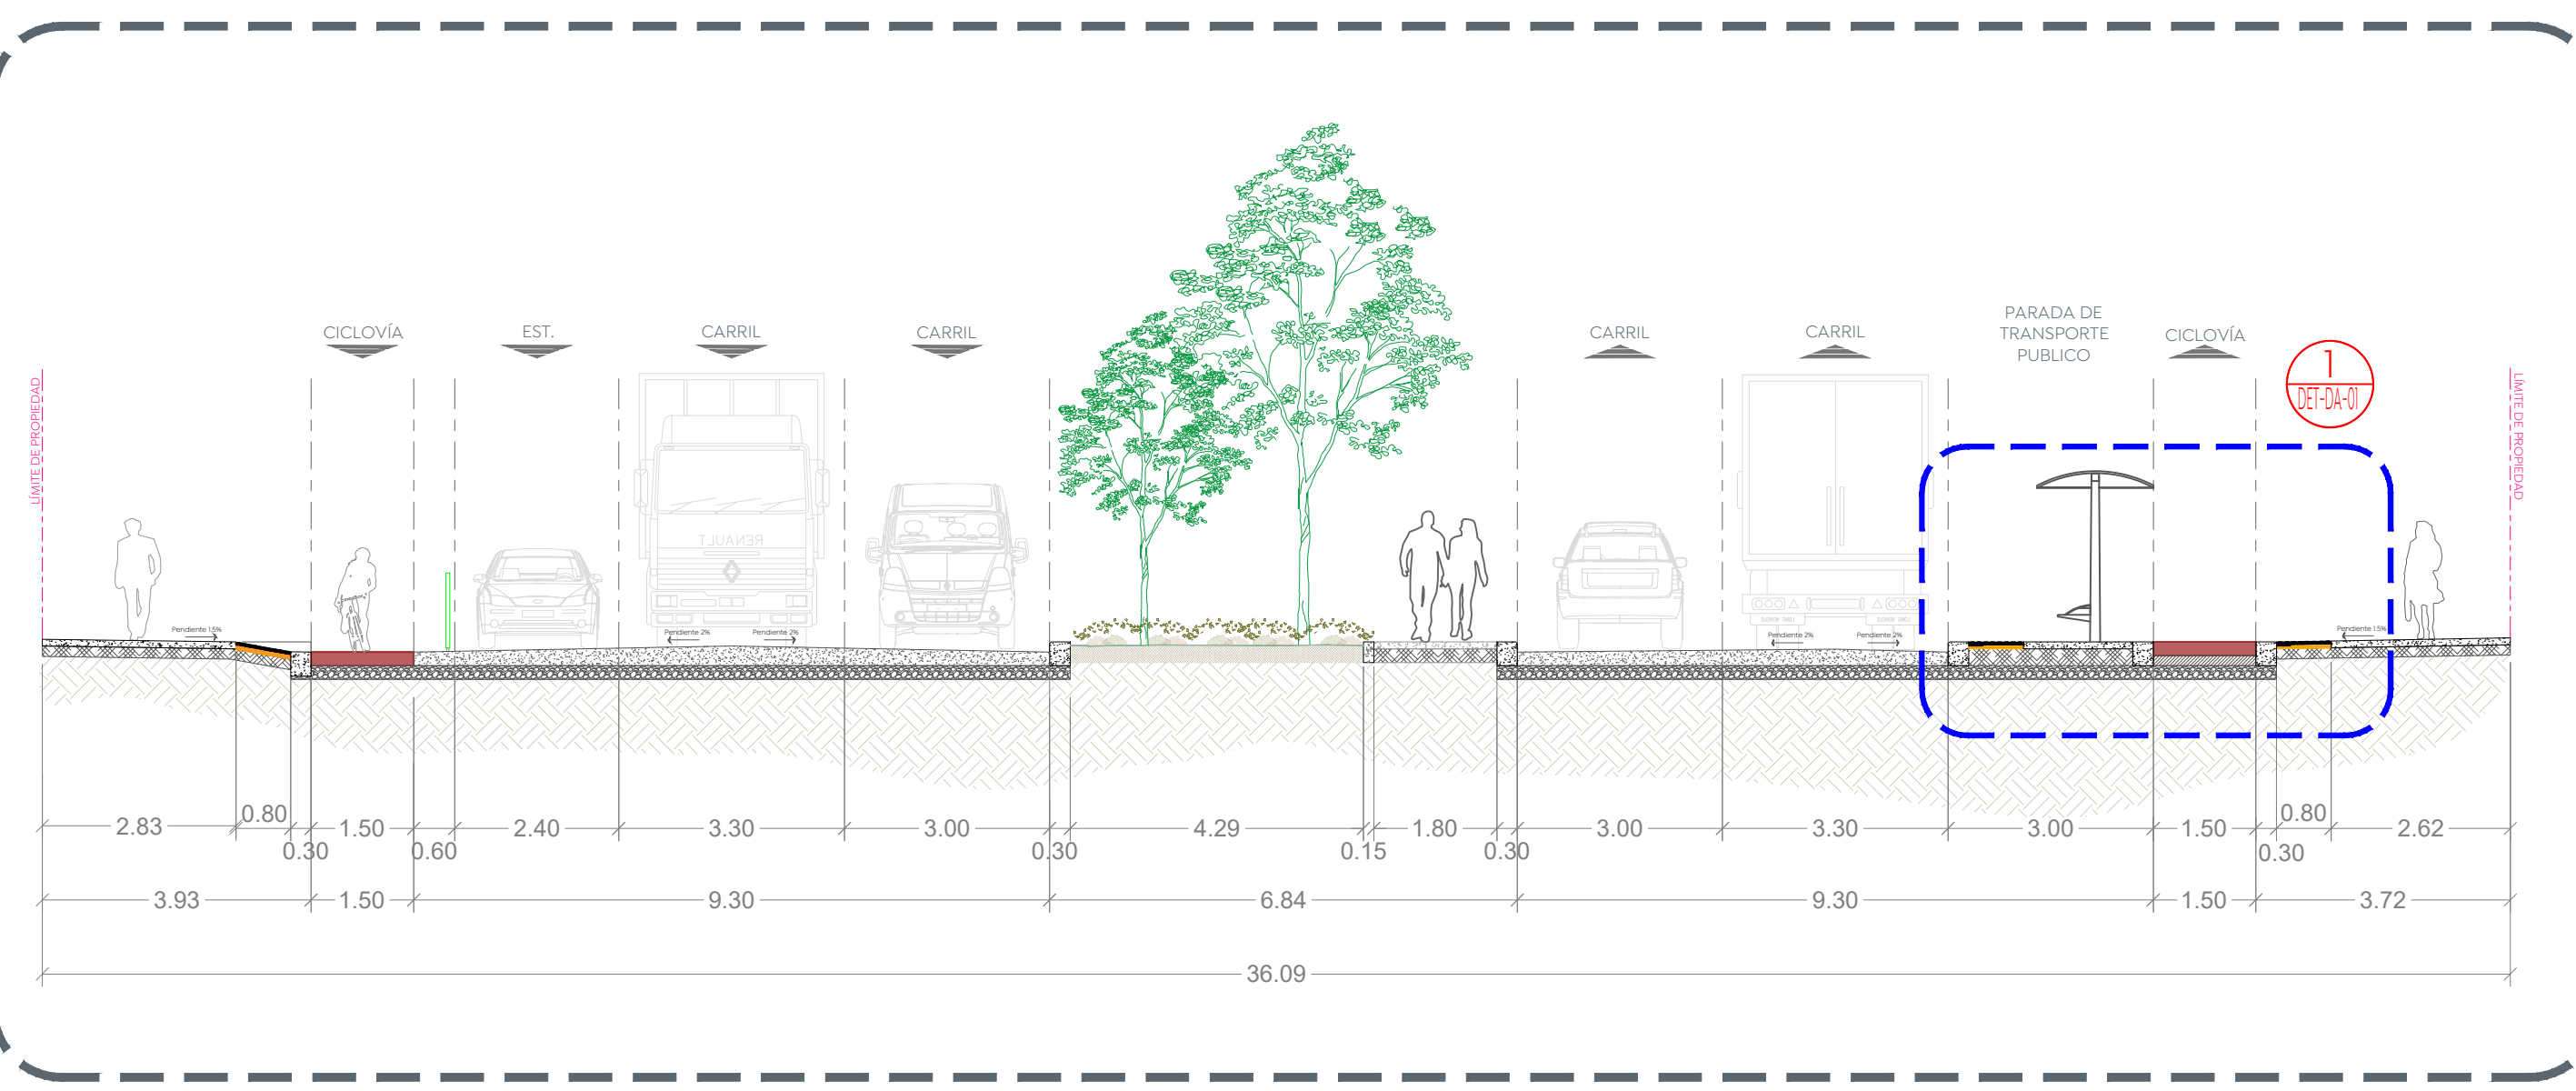 CICLOVÍA
EST.
CARRIL
CARRIL
CARRIL
CARRIL
PARADA DE
TRANSPORTE
PUBLICO
CICLOVÍA
1
DET-DA-01
LÍMITE DE PROPIEDAD
LÍMITE DE PROPIEDAD
RENAULT
Pendiente 1.5%
Pendiente 2%
Pendiente 2%
Pendiente 2%
Pendiente 2%
Pendiente 1.5%
2.83
0.80
0.30
1.50
0.60
2.40
3.30
3.00
0.30
4.29
0.15
1.80
0.30
3.00
3.30
3.00
1.50
0.30
0.80
2.62
3.93
1.50
9.30
6.84
9.30
1.50
3.72
36.09